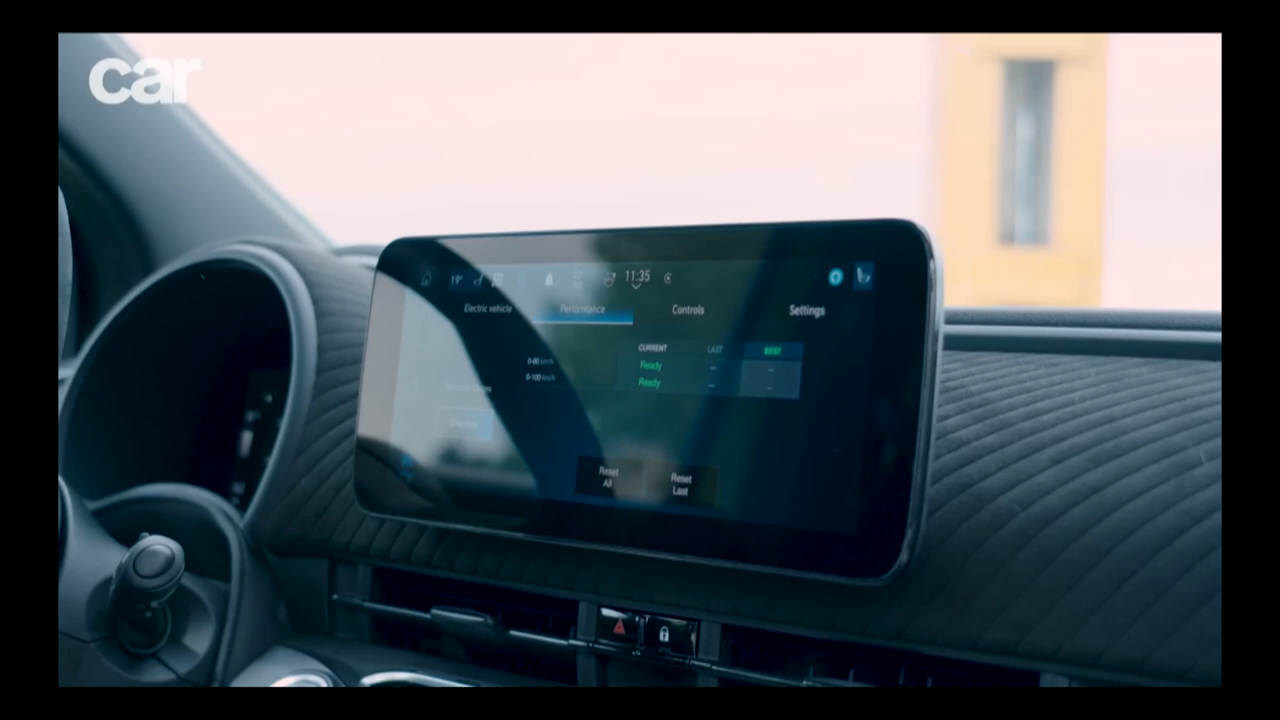 car
19°
11:35
Electric vehicle
Performance
Controls
Settings
CURRENT LAST BEST
0-60 km/h Ready -- --
0-100 km/h Ready -- --
Reset
All
Reset
Last